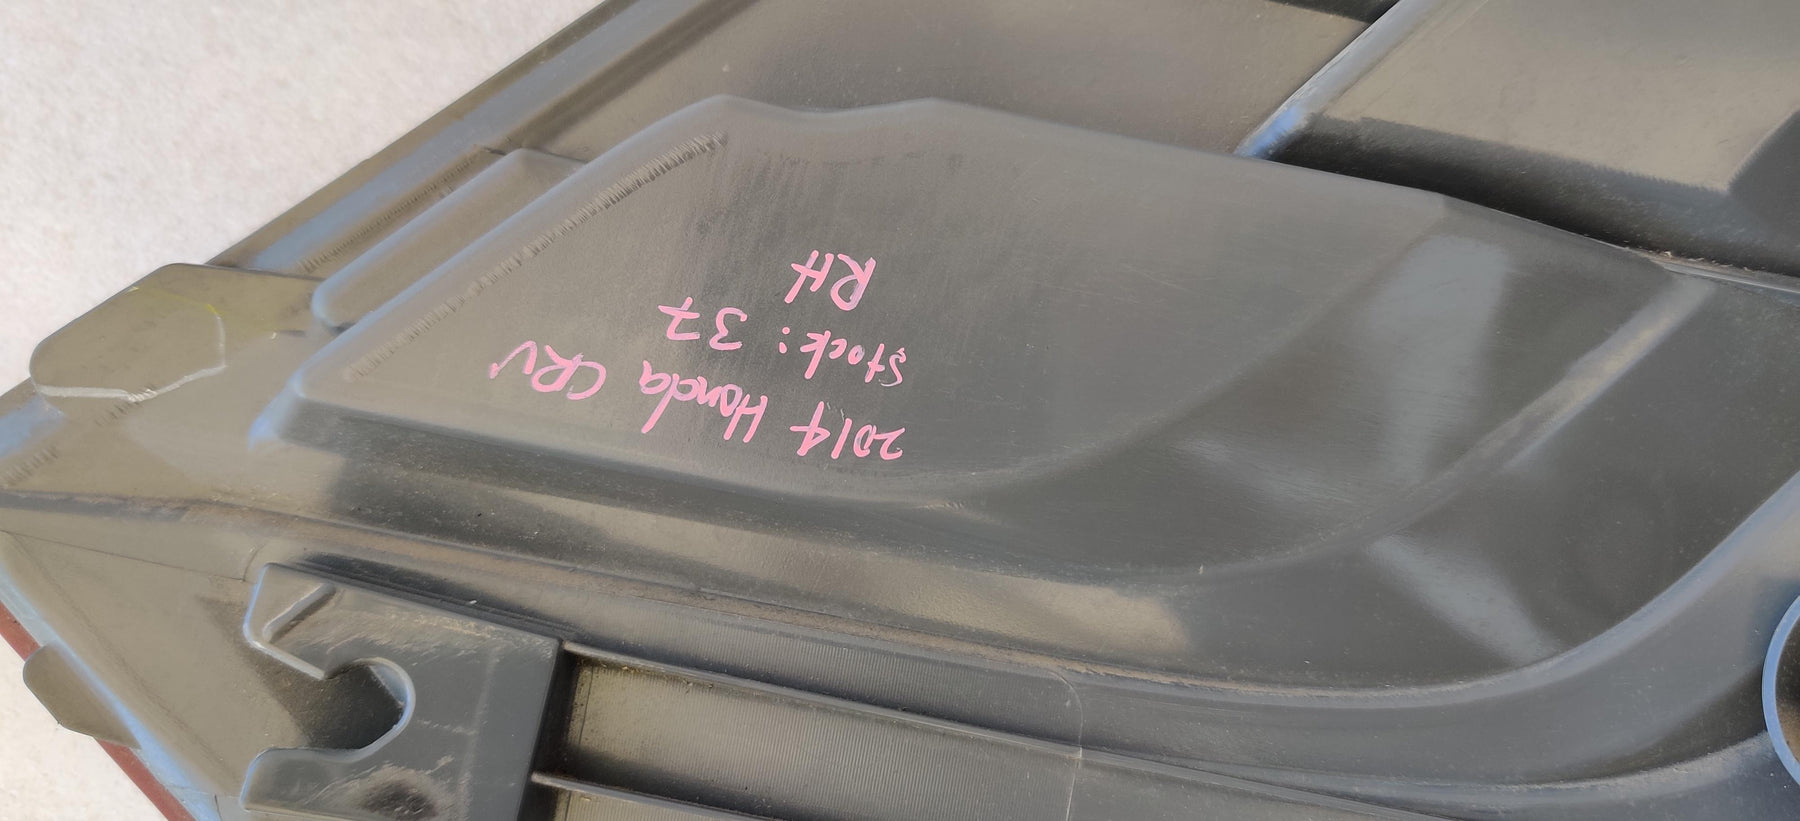 2014 Honda CRV
Stock: 37
RH